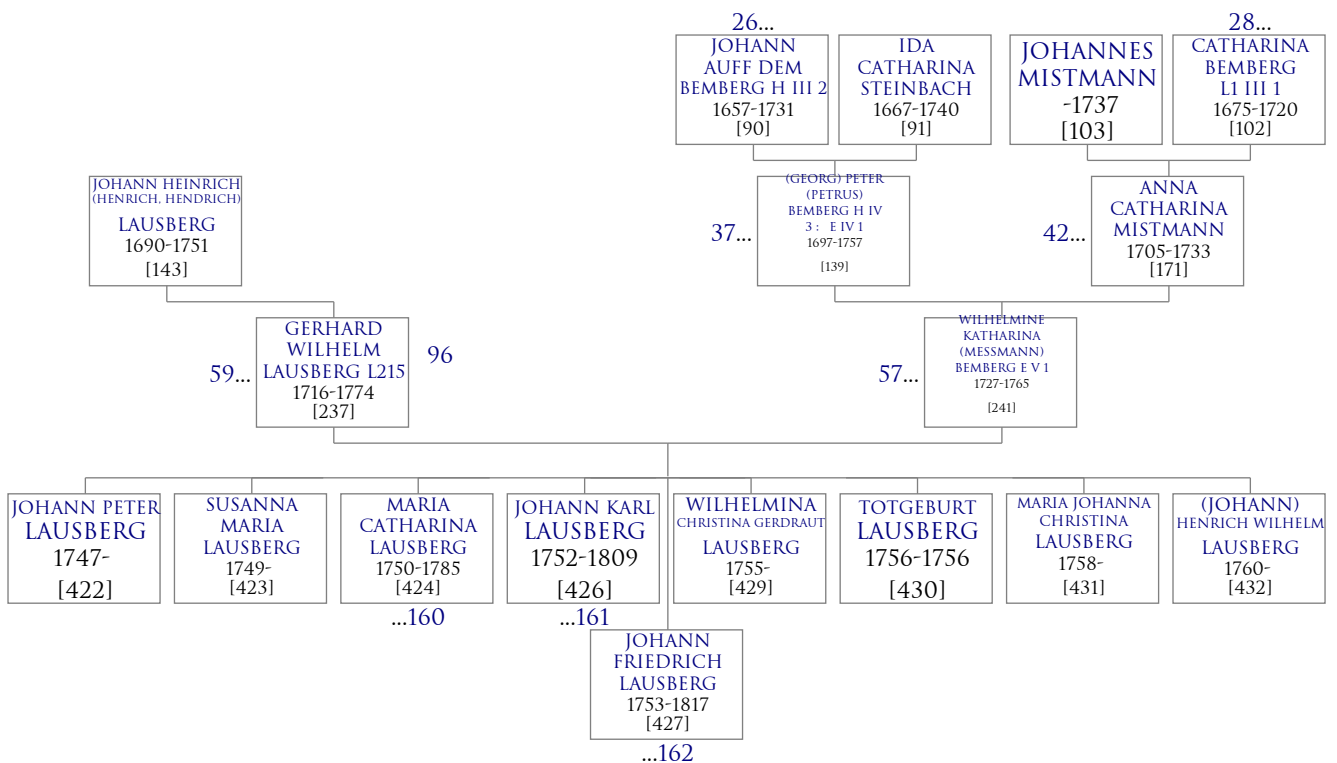 26...
28...
JOHANN
AUFF DEM
BEMBERG H III 2
1657-1731
[90]
IDA
CATHARINA
STEINBACH
1667-1740
[91]
JOHANNES
MISTMANN
-1737
[103]
CATHARINA
BEMBERG
L1 III 1
1675-1720
[102]
JOHANN HEINRICH
(HENRICH, HENDRICH)
LAUSBERG
1690-1751
[143]
37...
(GEORG) PETER
(PETRUS)
BEMBERG H IV
3 : E IV 1
1697-1757
[139]
42...
ANNA
CATHARINA
MISTMANN
1705-1733
[171]
59...
GERHARD
WILHELM
LAUSBERG L215
1716-1774
[237]
96
57...
WILHELMINE
KATHARINA
(MESSMANN)
BEMBERG E V 1
1727-1765
[241]
JOHANN PETER
LAUSBERG
1747-
[422]
SUSANNA
MARIA
LAUSBERG
1749-
[423]
MARIA
CATHARINA
LAUSBERG
1750-1785
[424]
...160
JOHANN KARL
LAUSBERG
1752-1809
[426]
...161
WILHELMINA
CHRISTINA GERDRAUT
LAUSBERG
1755-
[429]
TOTGEBURT
LAUSBERG
1756-1756
[430]
MARIA JOHANNA
CHRISTINA
LAUSBERG
1758-
[431]
(JOHANN)
HENRICH WILHELM
LAUSBERG
1760-
[432]
JOHANN
FRIEDRICH
LAUSBERG
1753-1817
[427]
...162